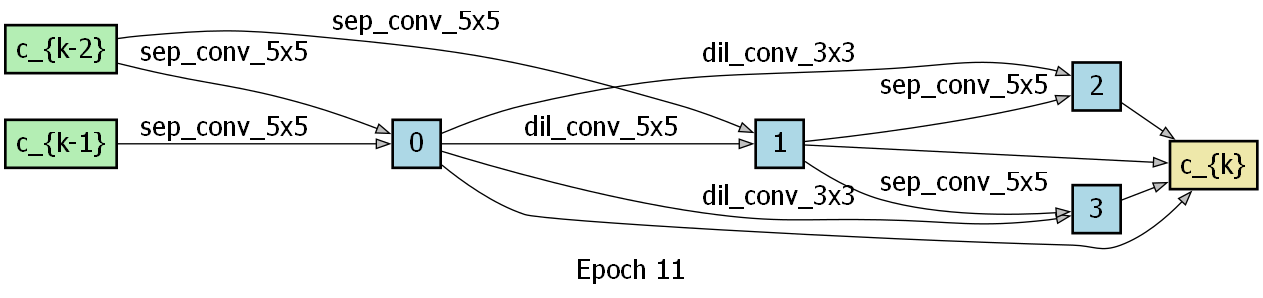 sep_conv_5x5
c_{k-2}
sep_conv_5x5
dil_conv_3x3
2
sep_conv_5x5
c_{k-1}
sep_conv_5x5
0
dil_conv_5x5
1
c_{k}
dil_conv_3x3
sep_conv_5x5
3
Epoch 11